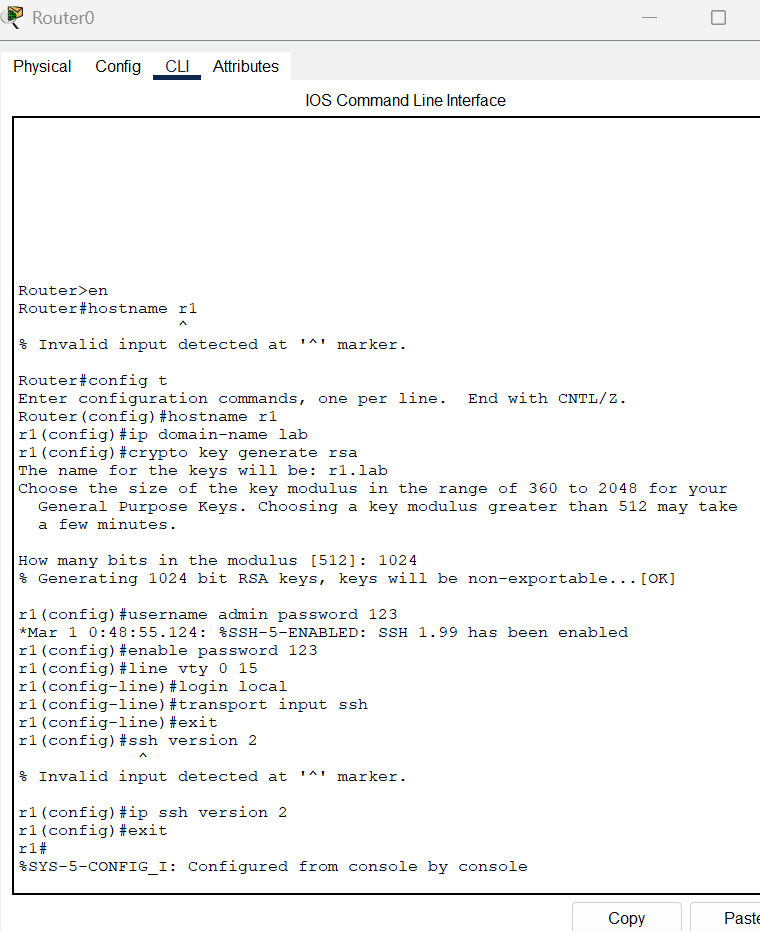 Router0
Physical Config CLI Attributes
IOS Command Line Interface
Router>en
Router#hostname r1
^
% Invalid input detected at '^' marker.
Router#config t
Enter configuration commands, one per line. End with CNTL/Z.
Router(config)#hostname r1
r1(config)#ip domain-name lab
r1(config)#crypto key generate rsa
The name for the keys will be: r1.lab
Choose the size of the key modulus in the range of 360 to 2048 for your
General Purpose Keys. Choosing a key modulus greater than 512 may take
a few minutes.
How many bits in the modulus [512]: 1024
% Generating 1024 bit RSA keys, keys will be non-exportable...[OK]
r1(config)#username admin password 123
*Mar 1 0:48:55.124: %SSH-5-ENABLED: SSH 1.99 has been enabled
r1(config)#enable password 123
r1(config)#line vty 0 15
r1(config-line)#login local
r1(config-line)#transport input ssh
r1(config-line)#exit
r1(config)#ssh version 2
^
% Invalid input detected at '^' marker.
r1(config)#ip ssh version 2
r1(config)#exit
r1#
%SYS-5-CONFIG_I: Configured from console by console
Copy Paste